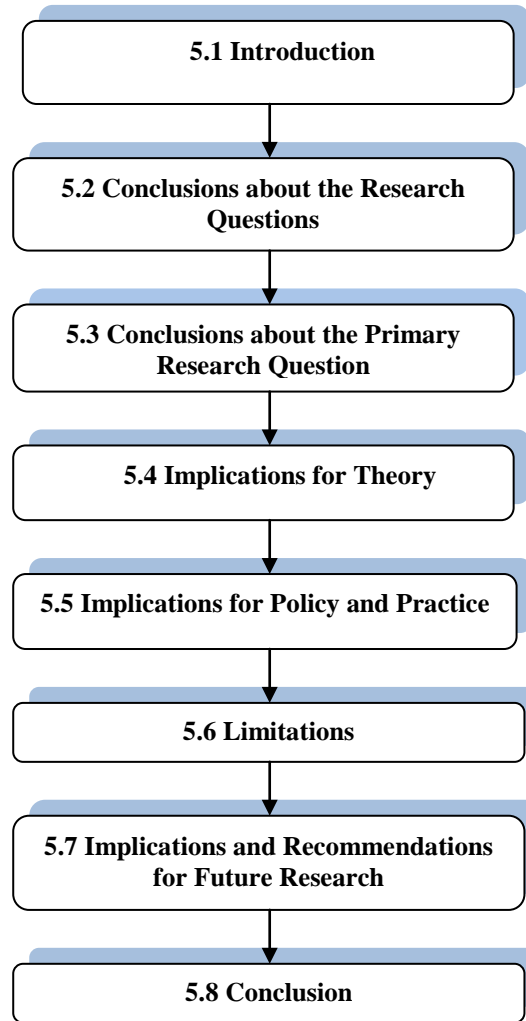 5.1 Introduction
5.2 Conclusions about the Research
Questions
5.3 Conclusions about the Primary
Research Question
5.4 Implications for Theory
5.5 Implications for Policy and Practice
5.6 Limitations
5.7 Implications and Recommendations
for Future Research
5.8 Conclusion